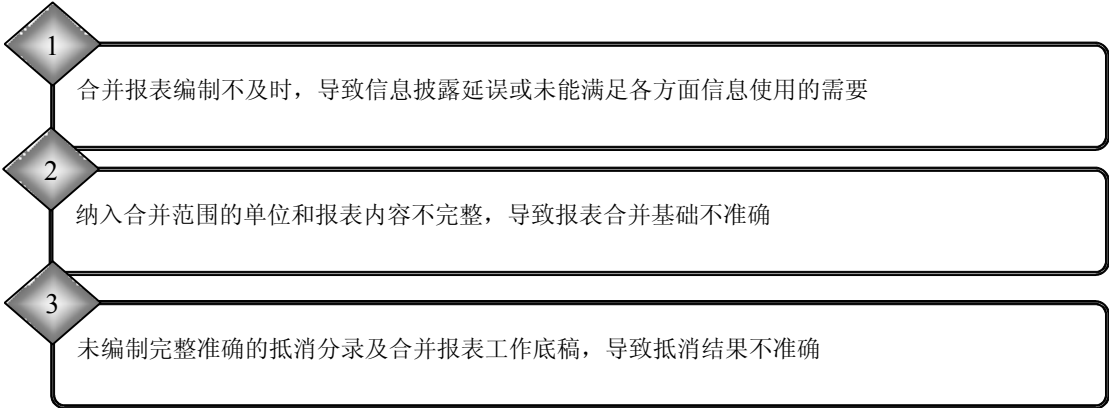 1
合并报表编制不及时，导致信息披露延误或未能满足各方面信息使用的需要
2
纳入合并范围的单位和报表内容不完整，导致报表合并基础不准确
3
未编制完整准确的抵消分录及合并报表工作底稿，导致抵消结果不准确